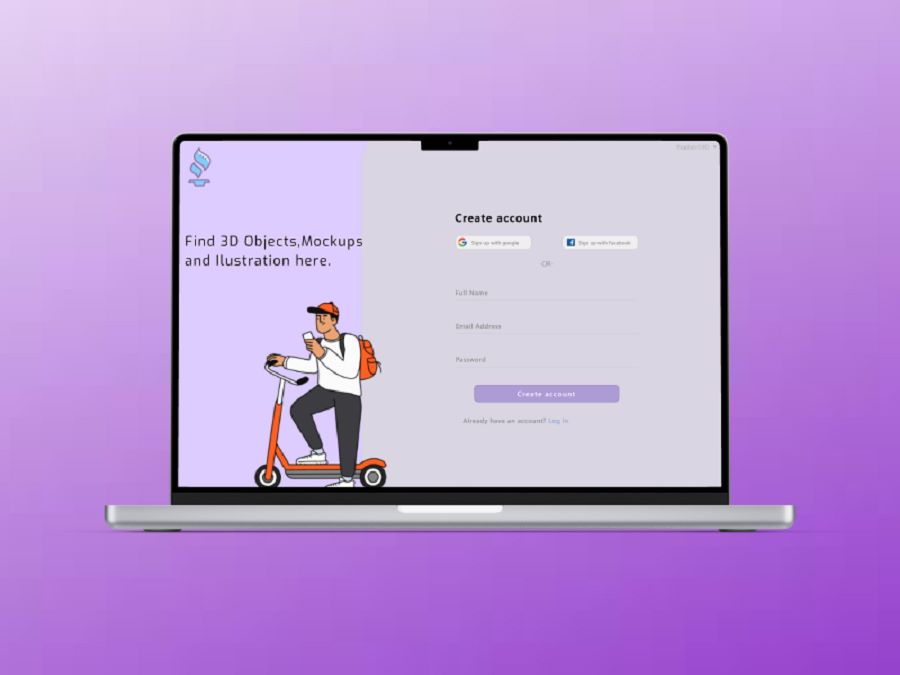 Find 3D Objects,Mockups
and Ilustration here.
Create account
Sign up with google
Sign up with facebook
-OR-
Full Name
Email Address
Password
Create account
Already have an account? Log in